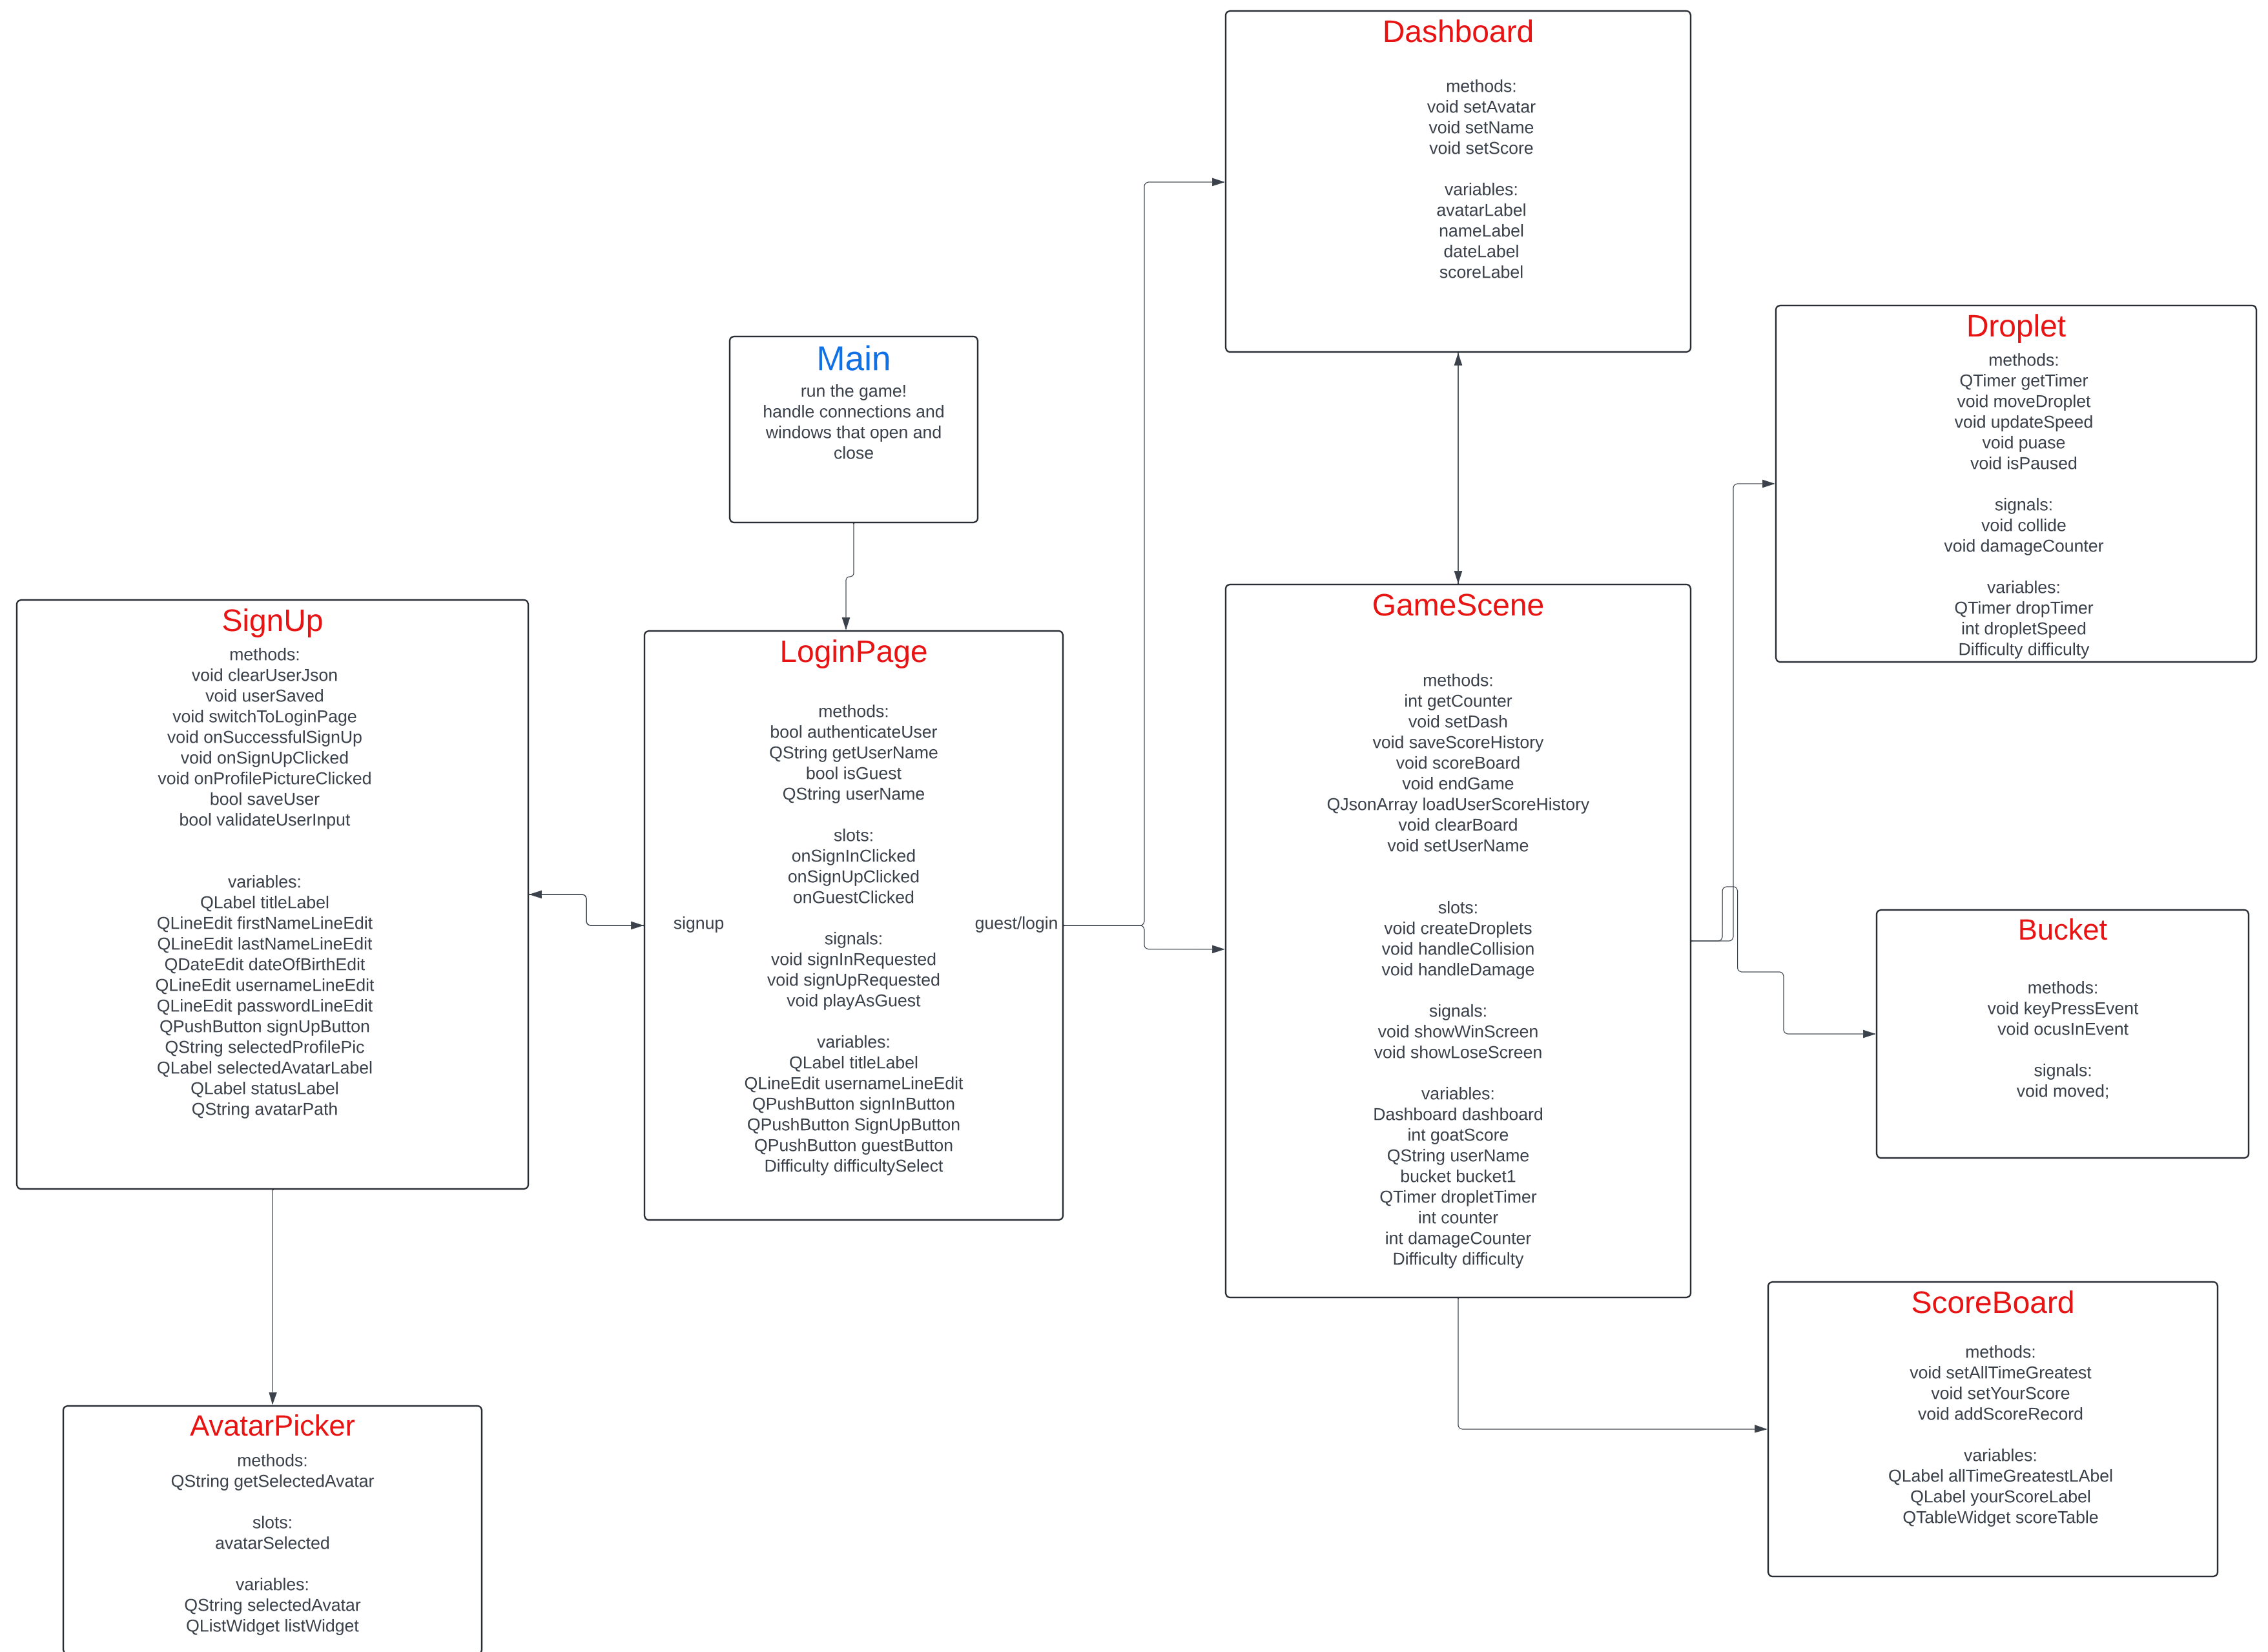 Dashboard
methods:
void setAvatar
void setName
void setScore
variables:
avatarLabel
nameLabel
dateLabel
scoreLabel
Main
run the game!
handle connections and
windows that open and
close
Droplet
methods:
QTimer getTimer
void moveDroplet
void updateSpeed
void puase
void isPaused
signals:
void collide
void damageCounter
variables:
QTimer dropTimer
int dropletSpeed
Difficulty difficulty
SignUp
methods:
void clearUserJson
void userSaved
void switchToLoginPage
void onSuccessfulSignUp
void onSignUpClicked
void onProfilePictureClicked
bool saveUser
bool validateUserInput
variables:
QLabel titleLabel
QLineEdit firstNameLineEdit
QLineEdit lastNameLineEdit
QDateEdit dateOfBirthEdit
QLineEdit usernameLineEdit
QLineEdit passwordLineEdit
QPushButton signUpButton
QString selectedProfilePic
QLabel selectedAvatarLabel
QLabel statusLabel
QString avatarPath
LoginPage
methods:
bool authenticateUser
QString getUserName
bool isGuest
QString userName
slots:
onSignInClicked
onSignUpClicked
onGuestClicked
signup
guest/login
signals:
void signInRequested
void signUpRequested
void playAsGuest
variables:
QLabel titleLabel
QLineEdit usernameLineEdit
QPushButton signInButton
QPushButton SignUpButton
QPushButton guestButton
Difficulty difficultySelect
GameScene
methods:
int getCounter
void setDash
void saveScoreHistory
void scoreBoard
void endGame
QJsonArray loadUserScoreHistory
void clearBoard
void setUserName
slots:
void createDroplets
void handleCollision
void handleDamage
signals:
void showWinScreen
void showLoseScreen
variables:
Dashboard dashboard
int goatScore
QString userName
bucket bucket1
QTimer dropletTimer
int counter
int damageCounter
Difficulty difficulty
Bucket
methods:
void keyPressEvent
void ocusInEvent
signals:
void moved;
ScoreBoard
methods:
void setAllTimeGreatest
void setYourScore
void addScoreRecord
variables:
QLabel allTimeGreatestLAbel
QLabel yourScoreLabel
QTableWidget scoreTable
AvatarPicker
methods:
QString getSelectedAvatar
slots:
avatarSelected
variables:
QString selectedAvatar
QListWidget listWidget